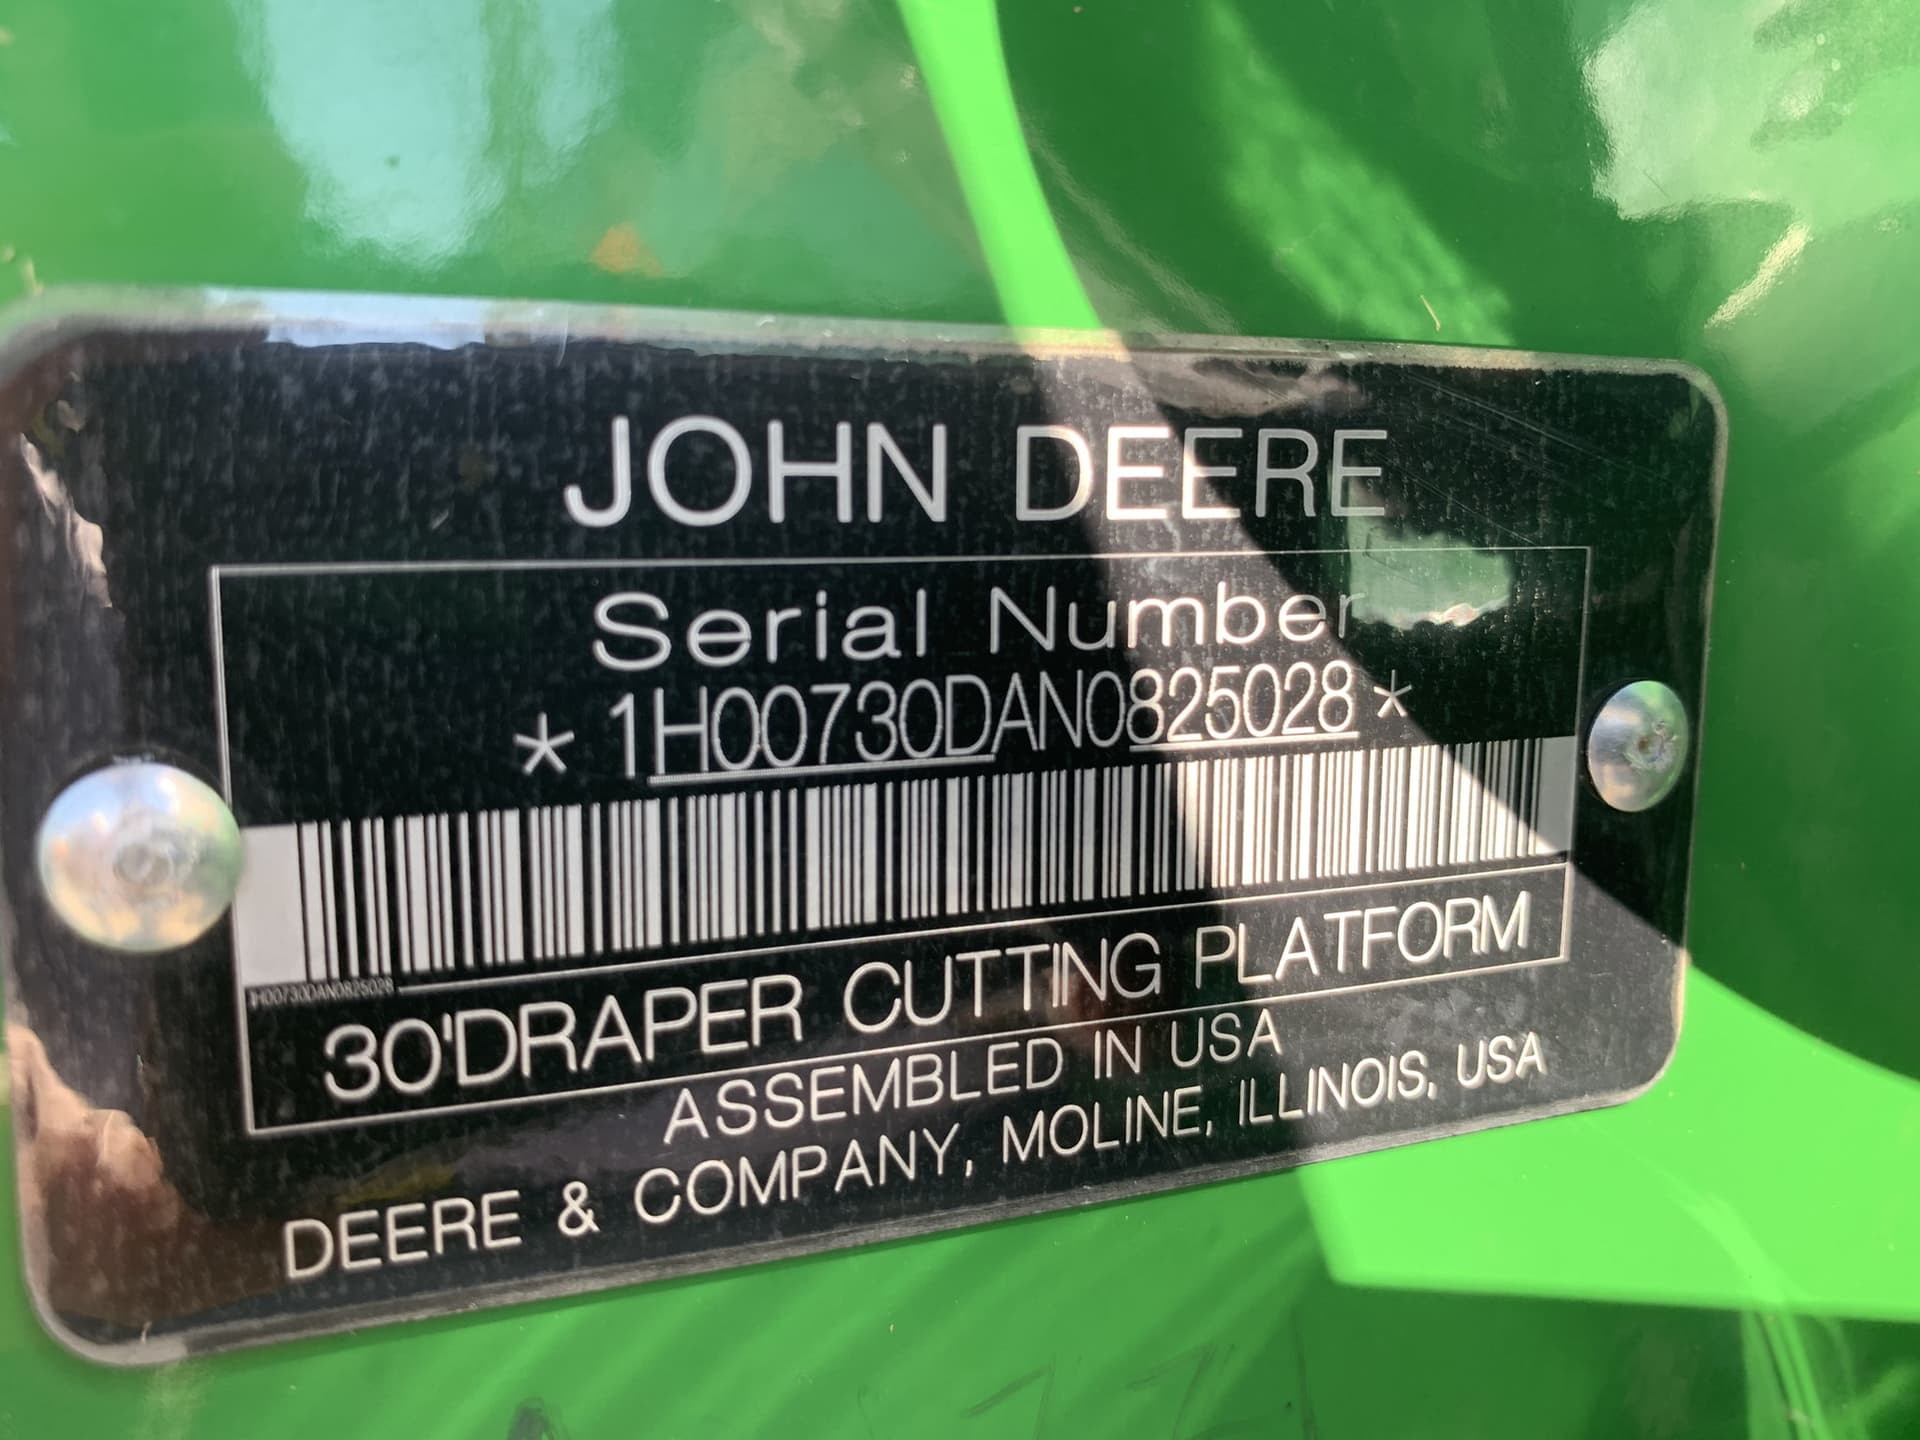 JOHN DEERE
Serial Number
* 1H00730DAN0825028 *
1H00730DAN0825028
30'DRAPER CUTTING PLATFORM
ASSEMBLED IN USA
DEERE & COMPANY, MOLINE, ILLINOIS, USA